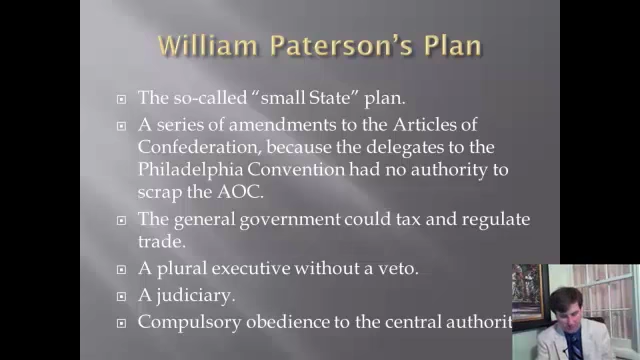 William Paterson's Plan
The so-called “small State” plan.
A series of amendments to the Articles of
Confederation, because the delegates to the
Philadelphia Convention had no authority to
scrap the AOC.
The general government could tax and regulate
trade.
A plural executive without a veto.
A judiciary.
Compulsory obedience to the central authorit